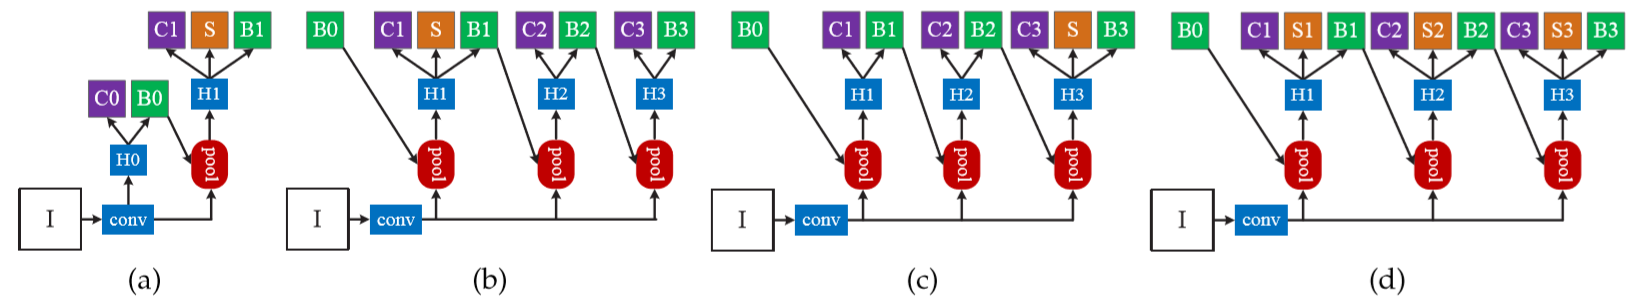 C1 S B1 B0 C1 S B1 C2 B2 C3 B3 B0 C1 B1 C2 B2 C3 S B3 B0 C1 S1 B1 C2 S2 B2 C3 S3 B3
C0 B0 H1 H1 H2 H3 H1 H2 H3 H1 H2 H3
H0 pool pool pool pool pool pool pool pool pool pool
I conv I conv I conv I conv
(a) (b) (c) (d)